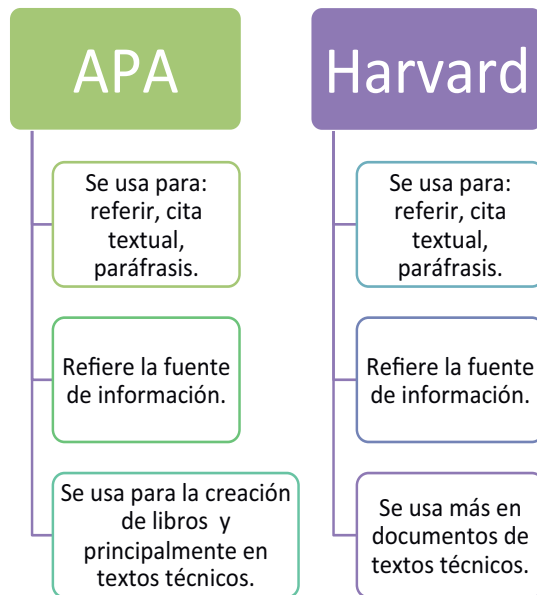 APA
Se usa para:
referir, cita
textual,
paráfrasis.
Refiere la fuente
de información.
Se usa para la creación
de libros y
principalmente en
textos técnicos.
Harvard
Se usa para:
referir, cita
textual,
paráfrasis.
Refiere la fuente
de información.
Se usa más en
documentos de
textos técnicos.